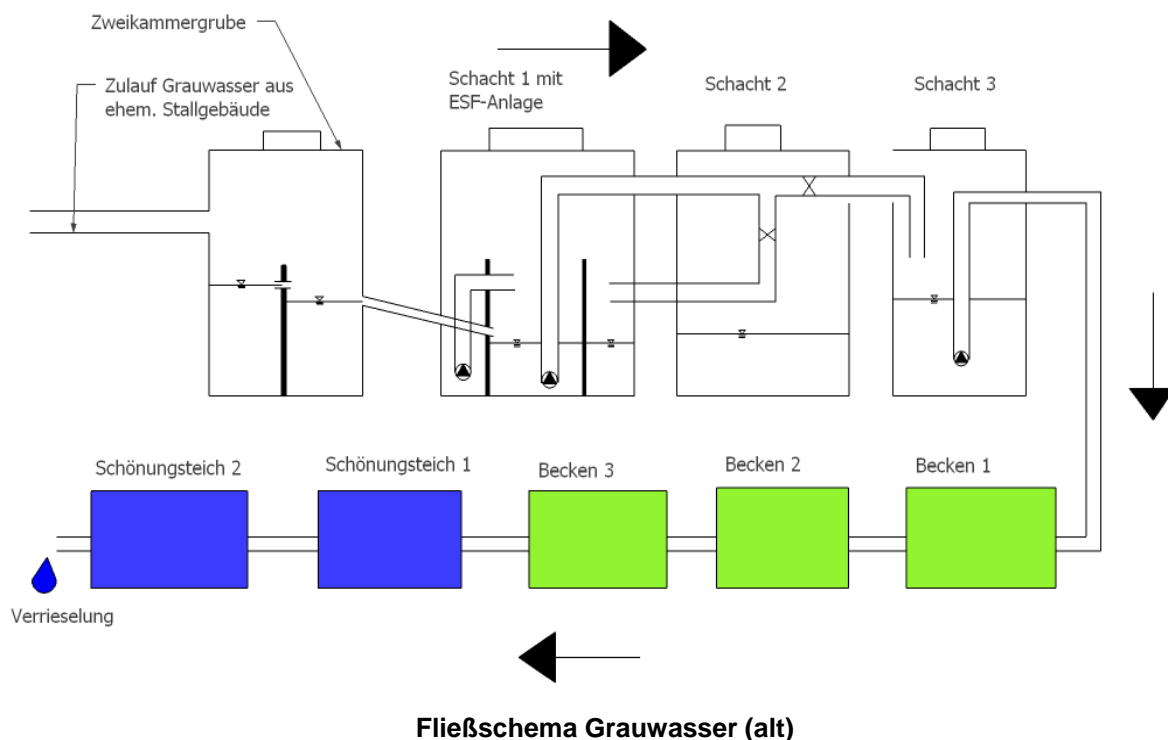 Zweikammergrube
Zulauf Grauwasser aus
ehem. Stallgebäude
Schacht 1 mit
ESF-Anlage
Schacht 2
Schacht 3
Schönungsteich 2
Schönungsteich 1
Becken 3
Becken 2
Becken 1
Verrieselung
Fließschema Grauwasser (alt)